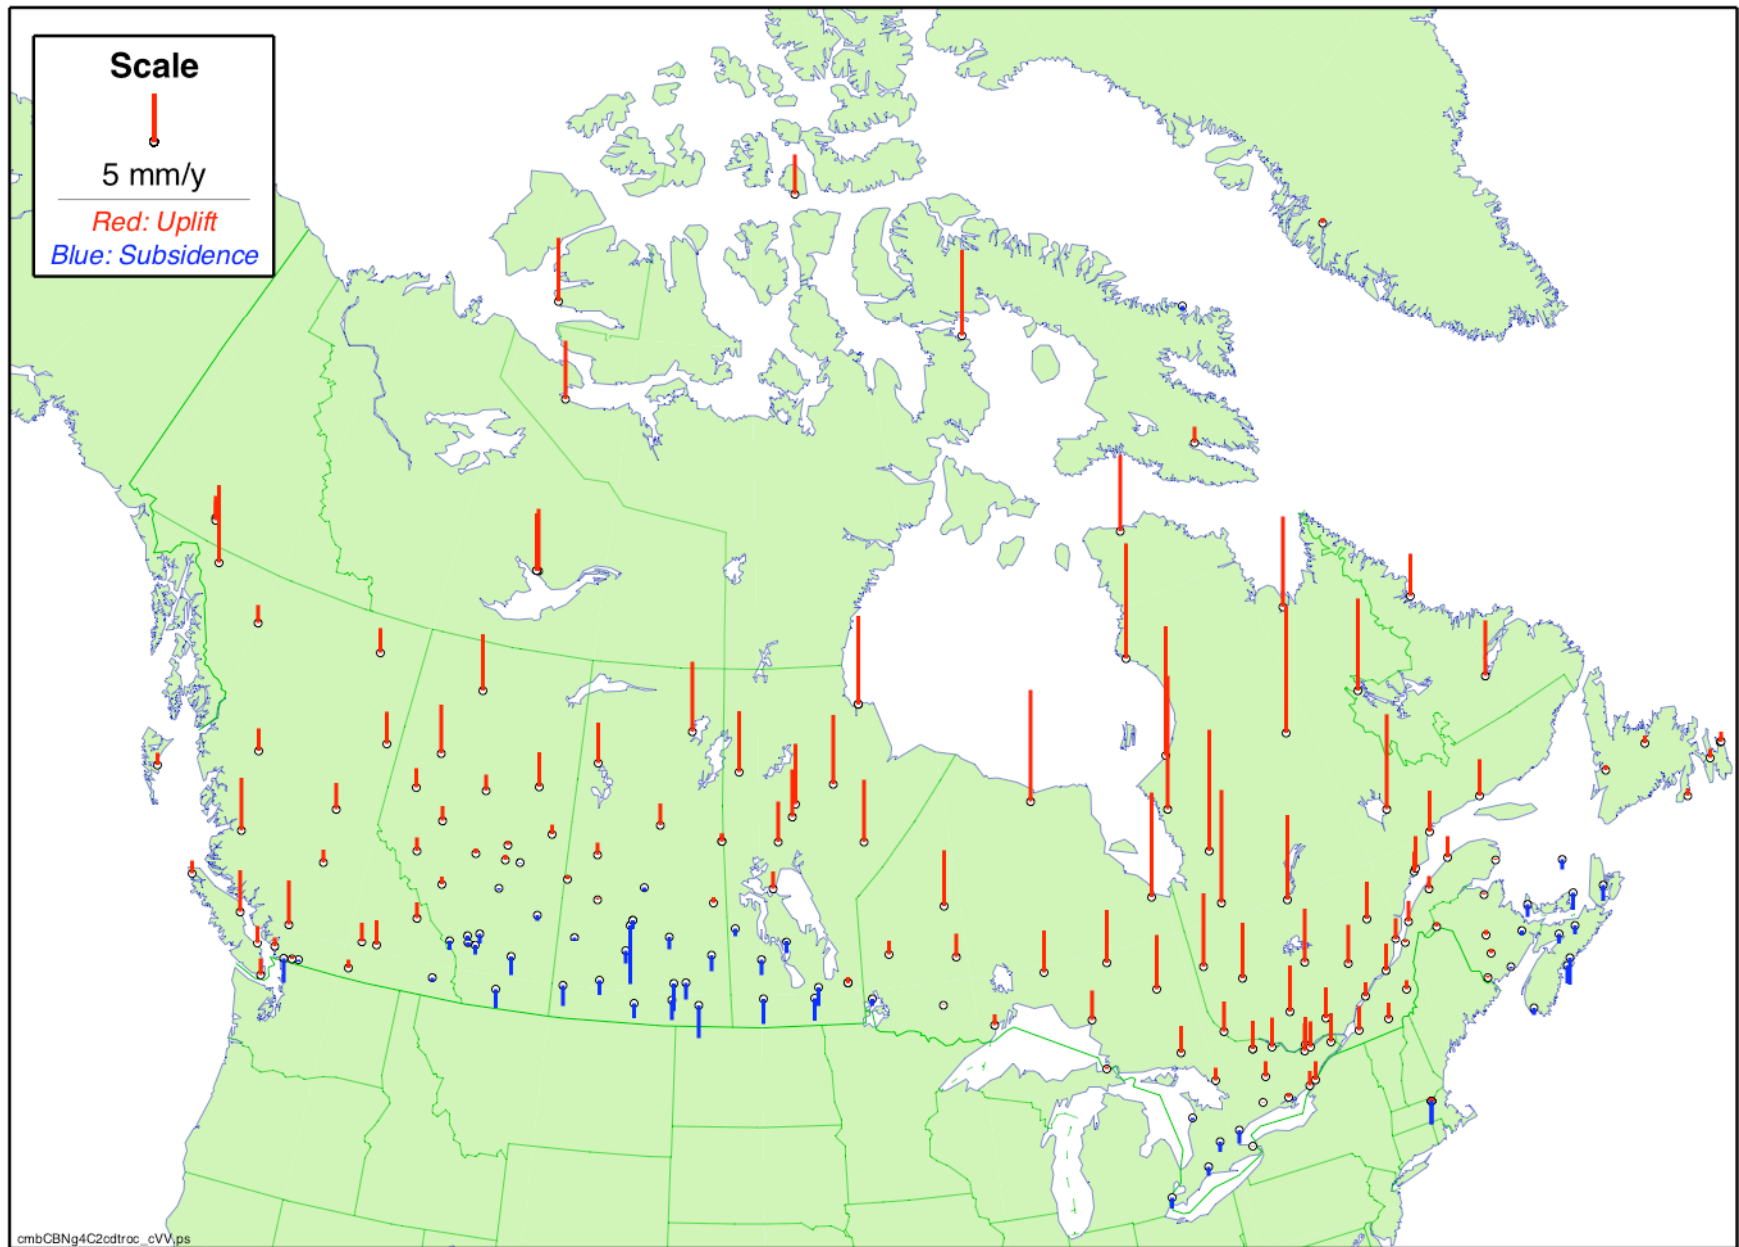 Scale
5 mm/y
Red: Uplift
Blue: Subsidence
cmbCBNg4C2cdtroc_cVV.ps